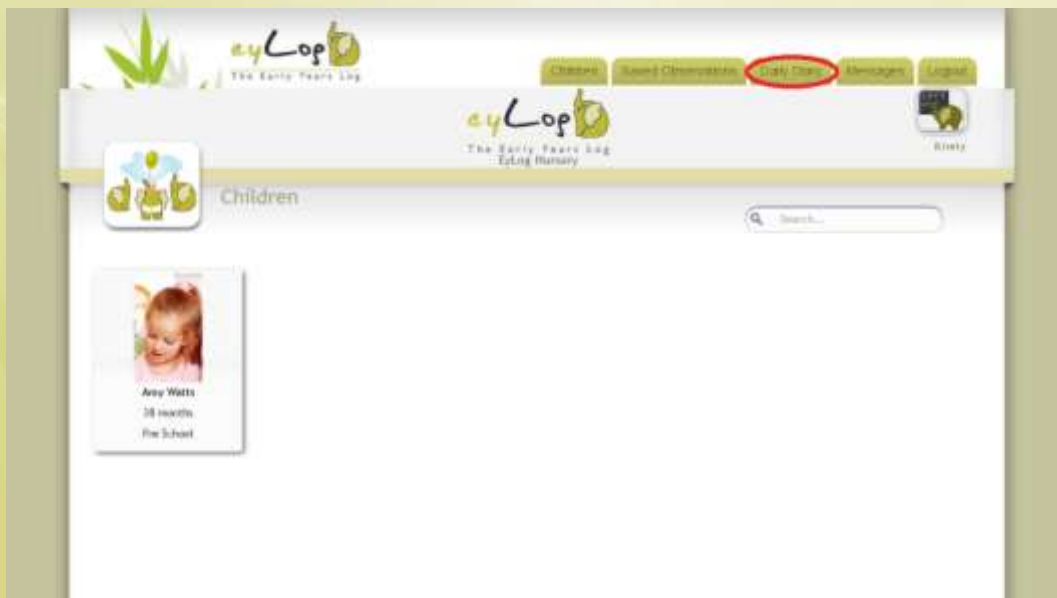 eyLog
The Early Years Log
Children Saved Observations Daily Diary Messages Logout
eyLog
The Early Years Log
EyLog Nursery
Kirsty
Children
Search...
Amy Watts
38 months
Pre School